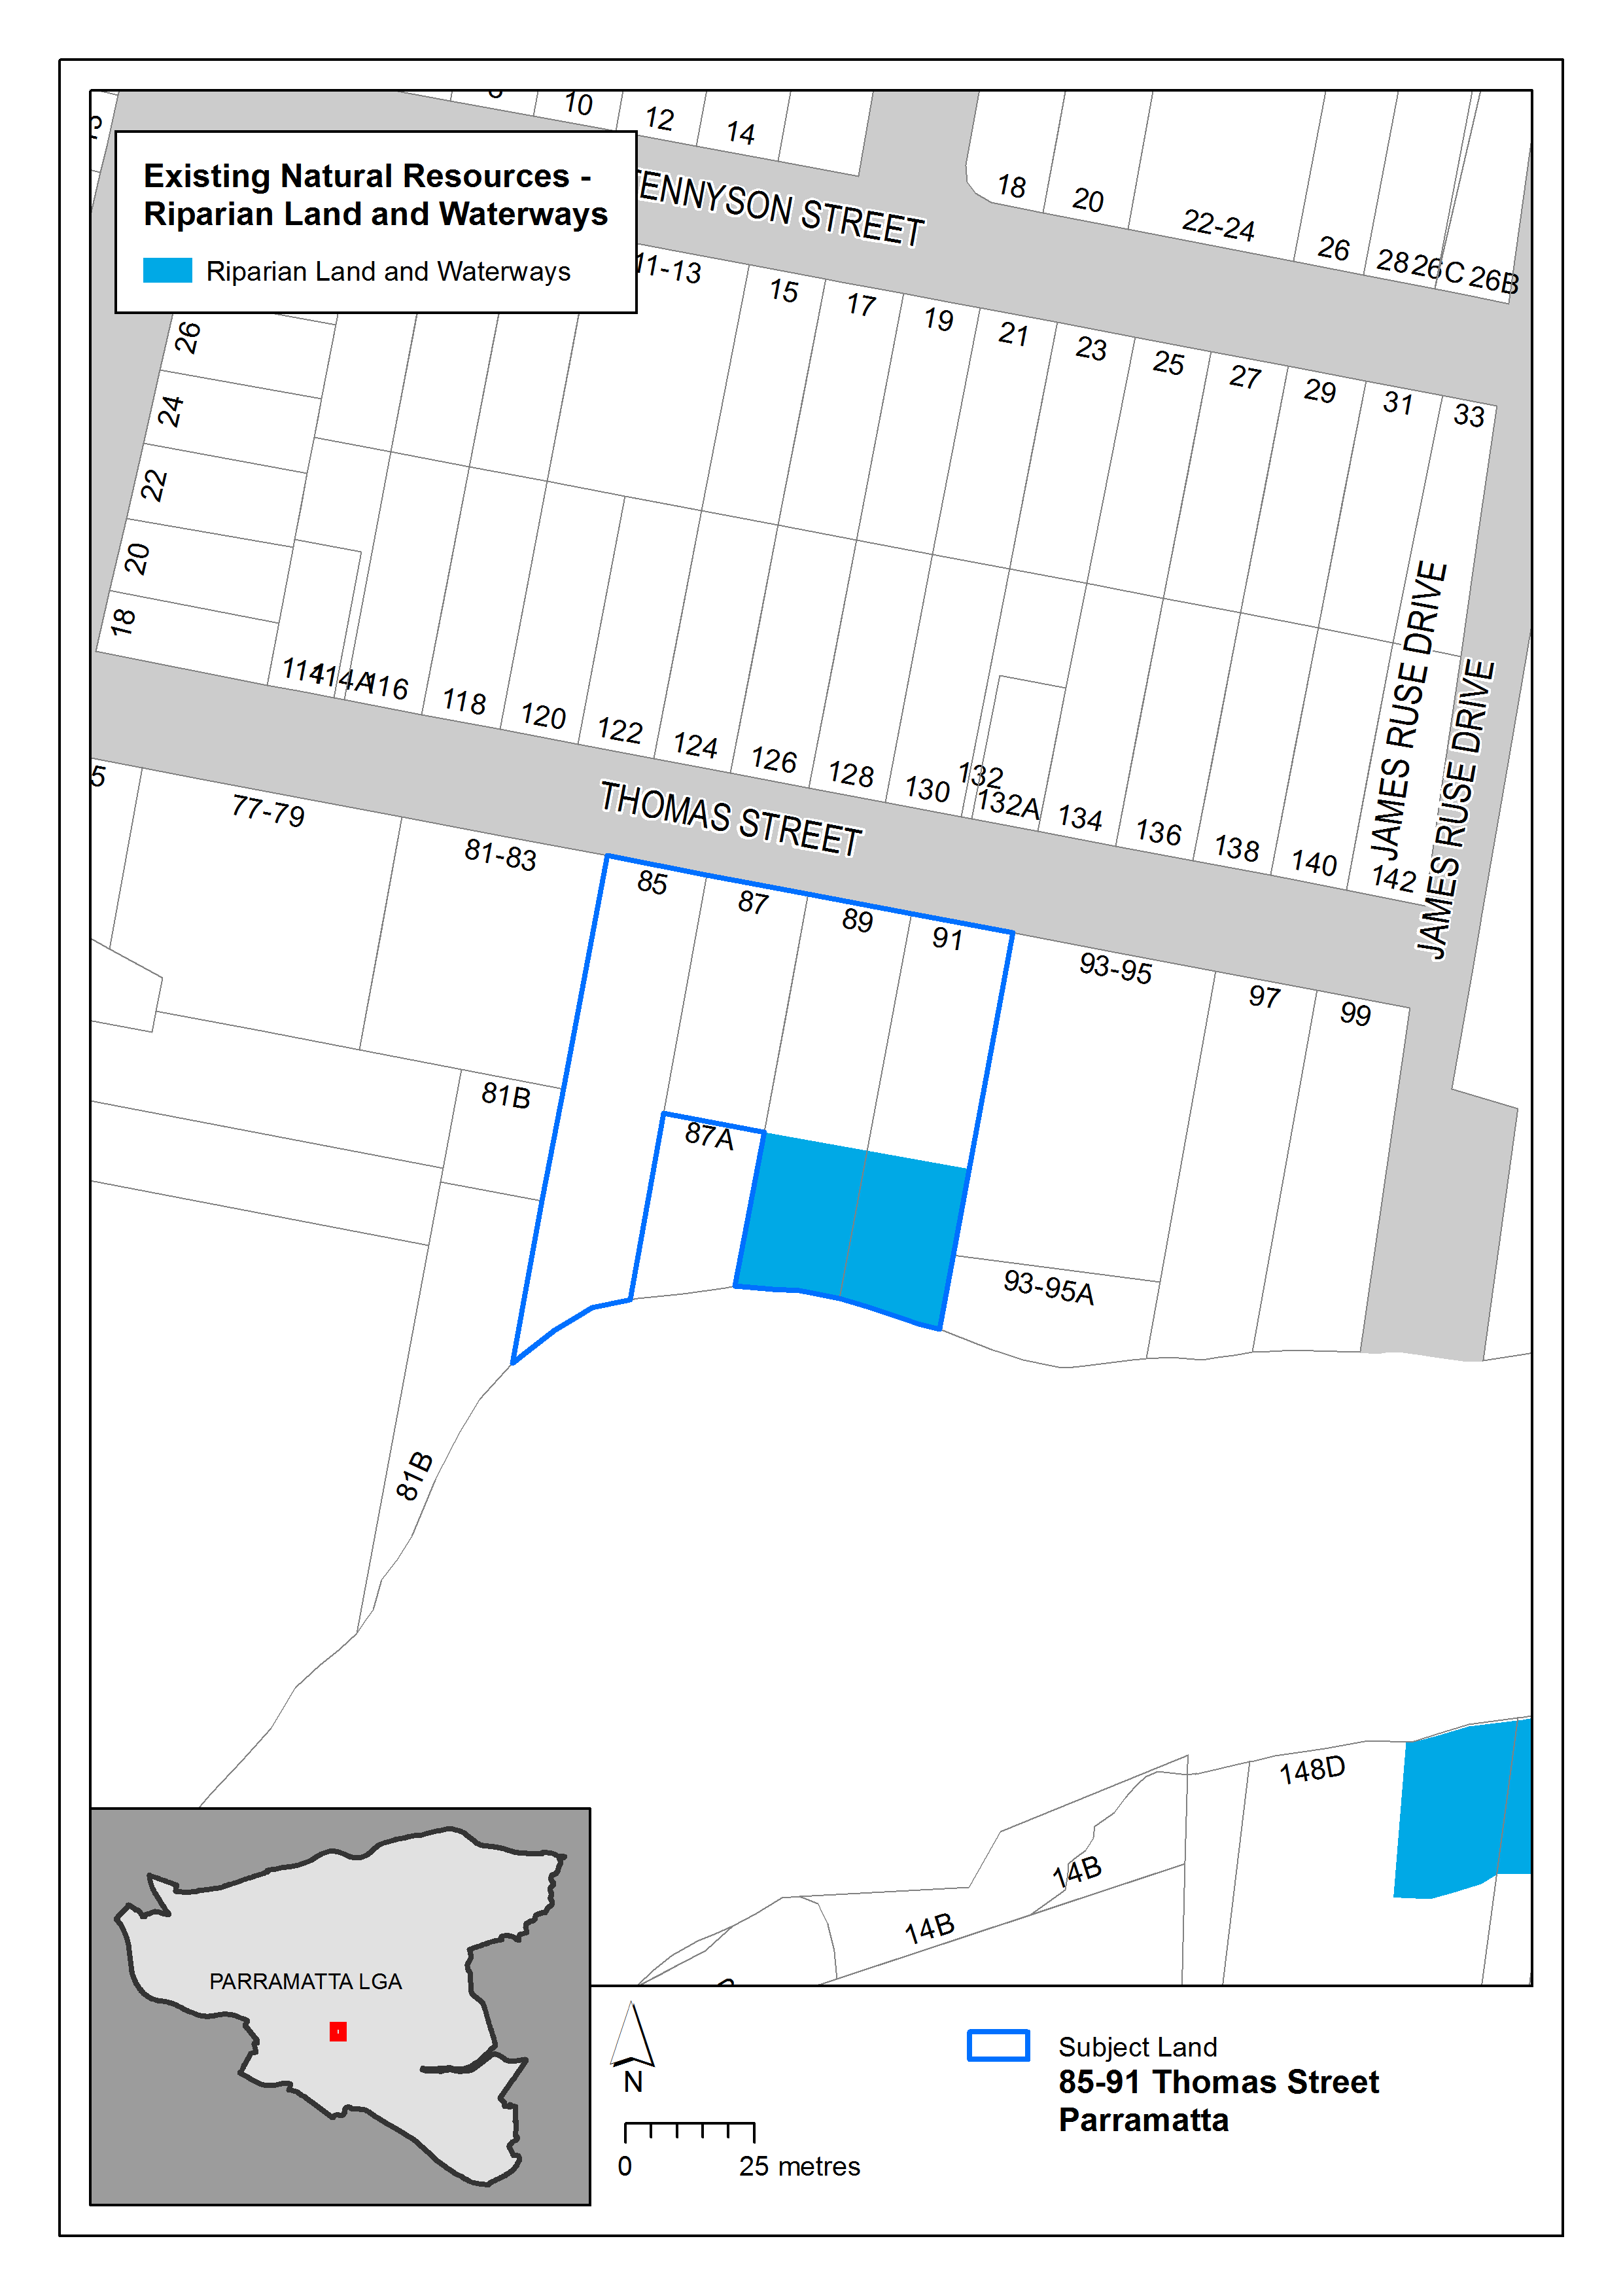 10
12
14
18
20
22-24
26
28
26C
26B
Existing Natural Resources -
Riparian Land and Waterways
Riparian Land and Waterways
TENNYSON STREET
11-13
15
17
19
21
23
25
27
29
31
33
26
24
22
20
18
114
114A
116
118
120
122
124
126
128
130
132
132A
134
136
138
140
142
JAMES RUSE DRIVE
JAMES RUSE DRIVE
THOMAS STREET
5
77-79
81-83
85
87
89
91
93-95
97
99
81B
87A
93-95A
81B
148D
14B
14B
PARRAMATTA LGA
N
0
25 metres
Subject Land
85-91 Thomas Street
Parramatta